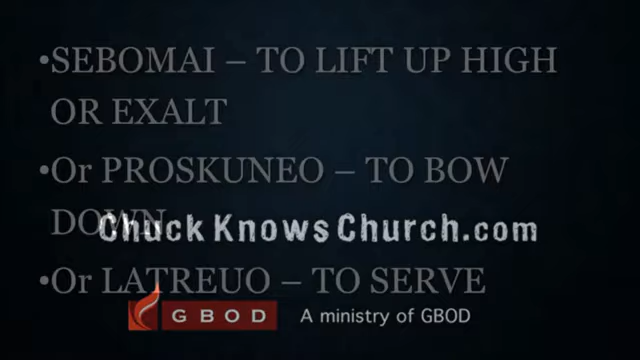 •SEBOMAI – TO LIFT UP HIGH
OR EXALT
•Or PROSKUNEO – TO BOW
DOWN
ChuckKnowsChurch.com
•Or LATREUO – TO SERVE
GBOD A ministry of GBOD